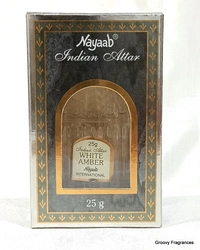 Nayaab
Indian Attar
25g
Indian Attar
WHITE
AMBER
Nayaab
INTERNATIONAL
25 g
Groovy Fragrances